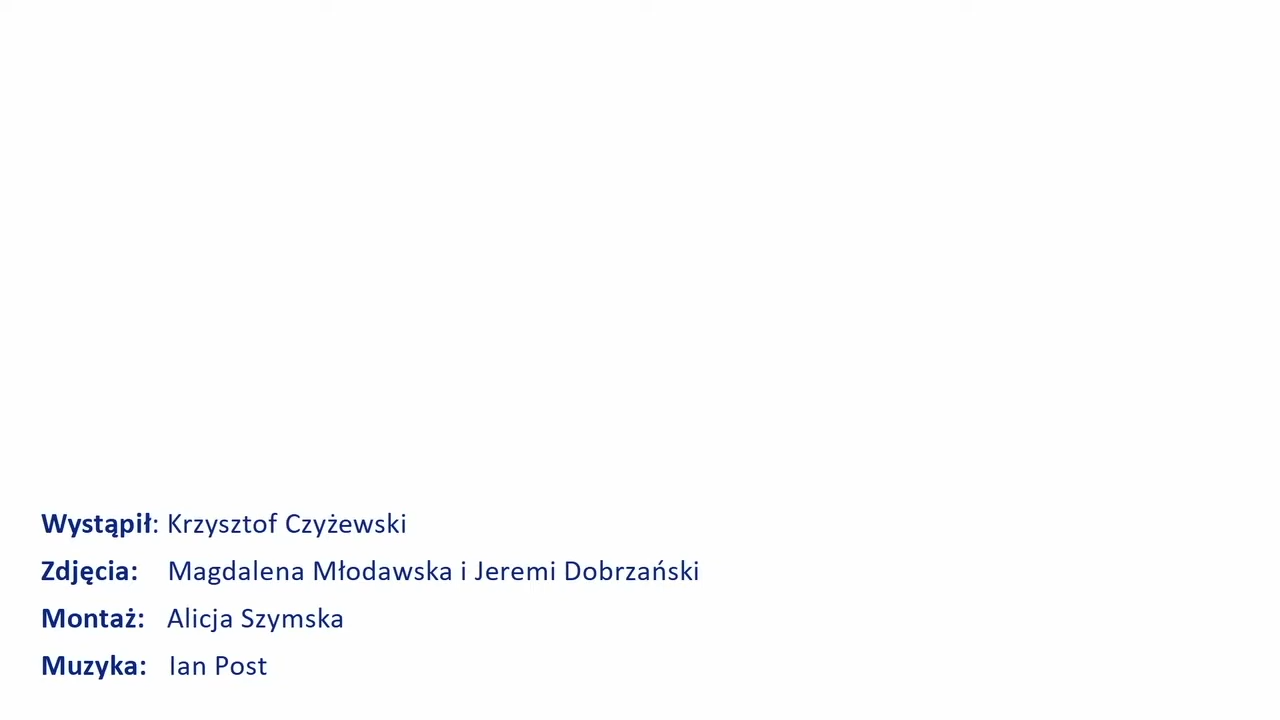 Wystąpił: Krzysztof Czyżewski
Zdjęcia: Magdalena Młodawska i Jeremi Dobrzański
Montaż: Alicja Szymska
Muzyka: Ian Post